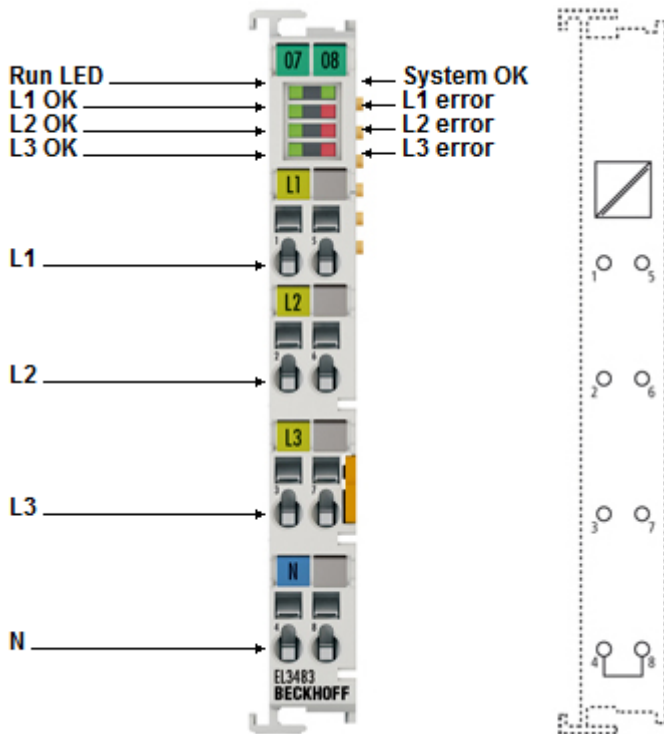 07 08
Run LED System OK
L1 OK L1 error
L2 OK L2 error
L3 OK L3 error
L1
1 5
L1 1 5
L2
2 6
L2 2 6
L3
3 7
L3 3 7
N
4 8
N 4 8
EL3483
BECKHOFF